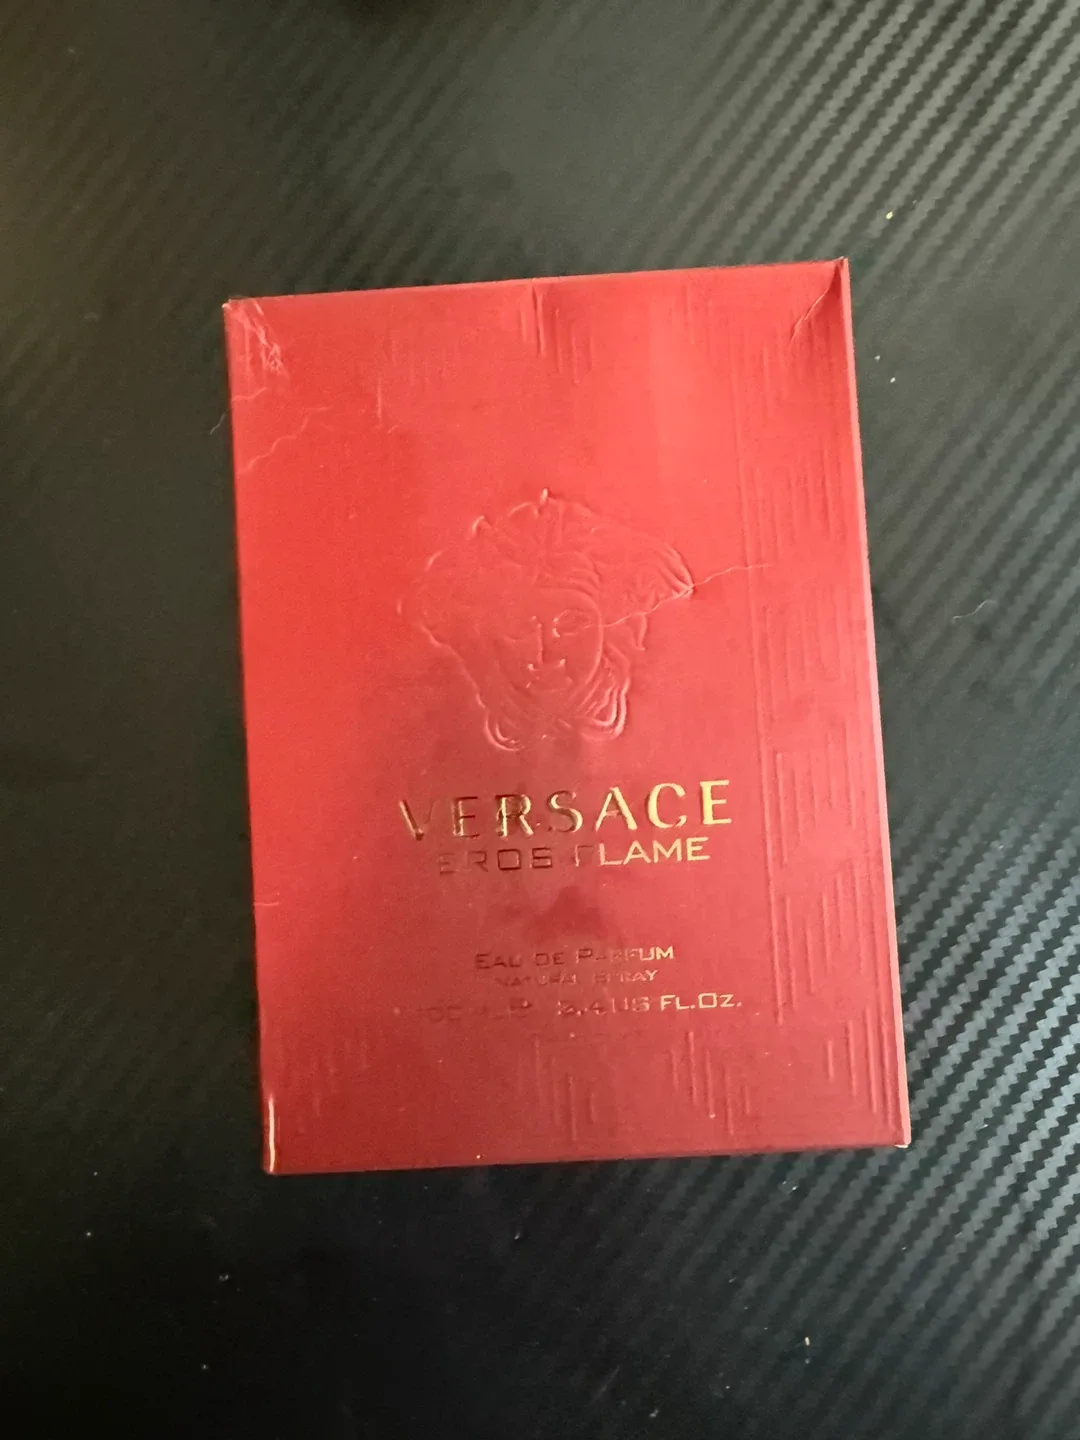 VERSACE
EROS FLAME
EAU DE PARFUM
NATURAL SPRAY
100 ML℮ 3.4 US FL.OZ.